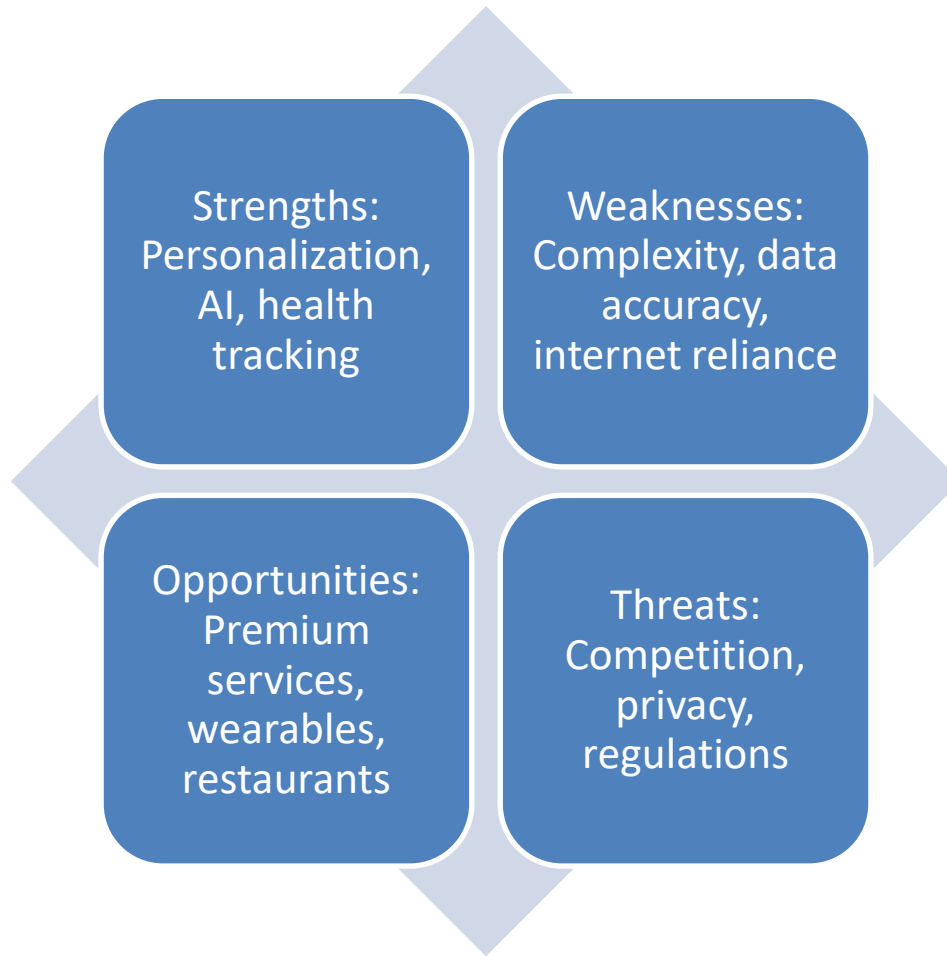 Strengths:
Personalization,
AI, health
tracking
Weaknesses:
Complexity, data
accuracy,
internet reliance
Opportunities:
Premium
services,
wearables,
restaurants
Threats:
Competition,
privacy,
regulations